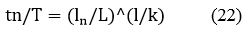 tn/T = (lₙ/L)^(l/k) (22)